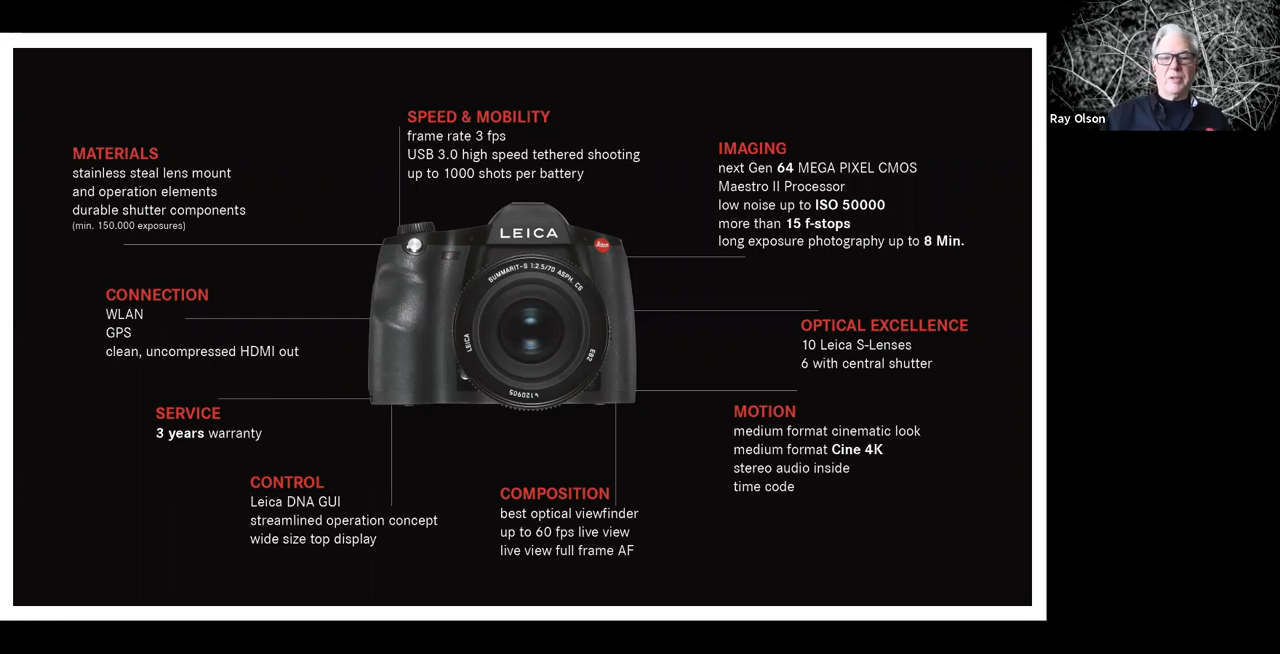 SPEED & MOBILITY
frame rate 3 fps
USB 3.0 high speed tethered shooting
up to 1000 shots per battery
MATERIALS
stainless steal lens mount
and operation elements
durable shutter components
(min. 150.000 exposures)
IMAGING
next Gen 64 MEGA PIXEL CMOS
Maestro II Processor
low noise up to ISO 50000
more than 15 f-stops
long exposure photography up to 8 Min.
CONNECTION
WLAN
GPS
clean, uncompressed HDMI out
LEICA
Leica
SUMMARIT-S 1:2.5/70 ASPH. CS
LEICA
E82
4120605
OPTICAL EXCELLENCE
10 Leica S-Lenses
6 with central shutter
SERVICE
3 years warranty
MOTION
medium format cinematic look
medium format Cine 4K
stereo audio inside
time code
CONTROL
Leica DNA GUI
streamlined operation concept
wide size top display
COMPOSITION
best optical viewfinder
up to 60 fps live view
live view full frame AF
Ray Olson